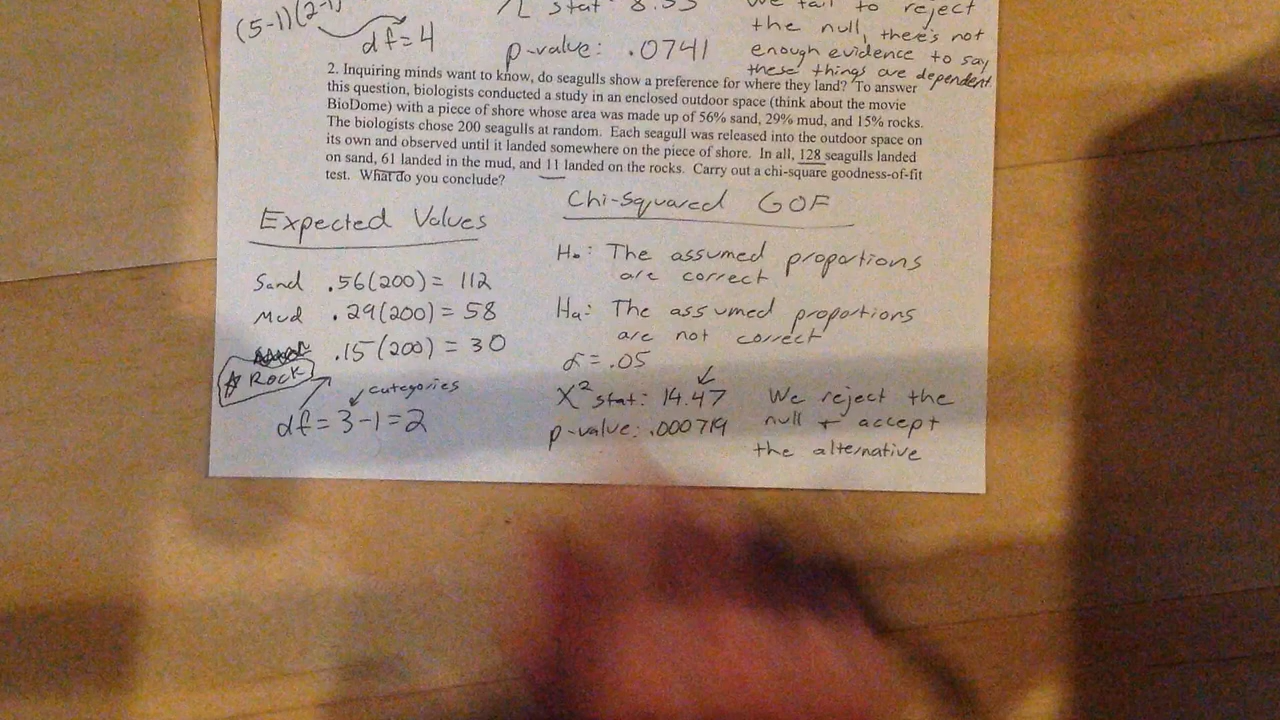 (5-1)(2-1)
df=4
stat 8.53
p-value: .0741
We fail to reject
the null, there's not
enough evidence to say
these things are dependent
2. Inquiring minds want to know, do seagulls show a preference for where they land? To answer
this question, biologists conducted a study in an enclosed outdoor space (think about the movie
BioDome) with a piece of shore whose area was made up of 56% sand, 29% mud, and 15% rocks.
The biologists chose 200 seagulls at random. Each seagull was released into the outdoor space on
its own and observed until it landed somewhere on the piece of shore. In all, 128 seagulls landed
on sand, 61 landed in the mud, and 11 landed on the rocks. Carry out a chi-square goodness-of-fit
test. What do you conclude?
Expected Values
Sand .56(200)= 112
Mud .29(200)= 58
.15(200)= 30
Rock
categories
df=3-1=2
Chi-Squared GOF
H₀: The assumed proportions
are correct
Ha: The assumed proportions
are not correct
α=.05
X² stat: 14.47
p-value: .000719
We reject the
null + accept
the alternative